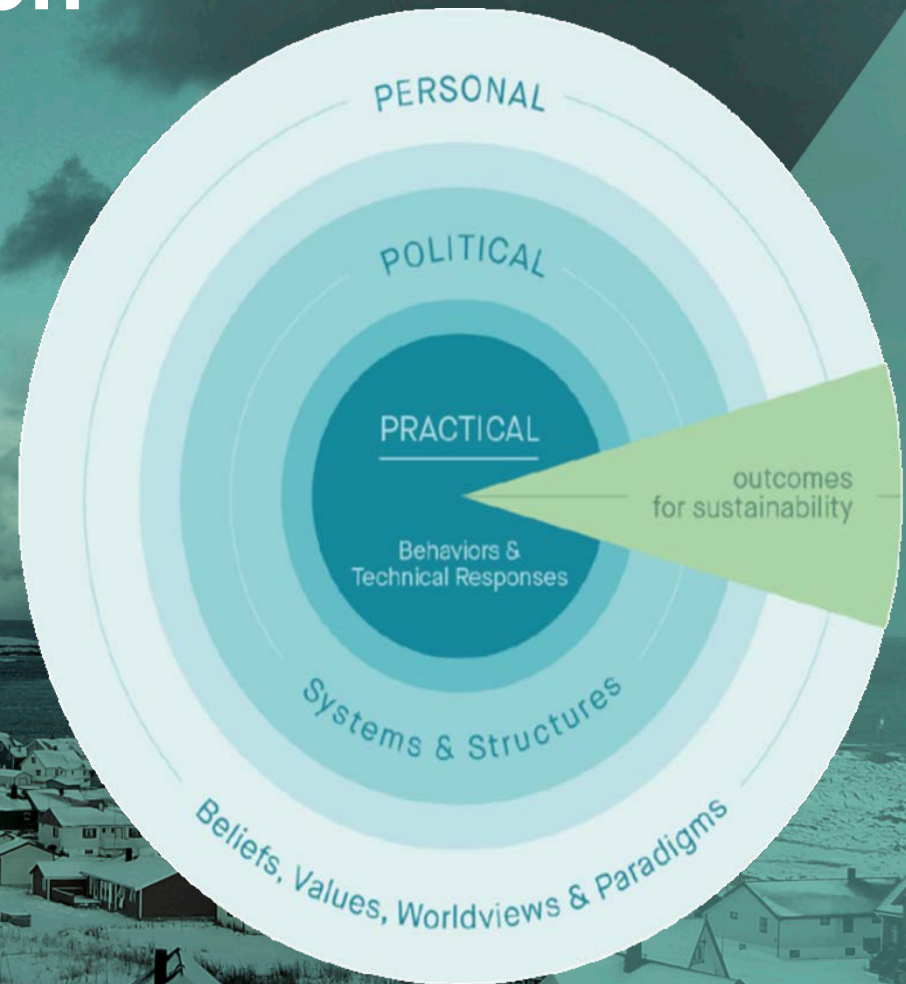 PERSONAL
POLITICAL
PRACTICAL
Behaviors &
Technical Responses
outcomes
for sustainability
Systems & Structures
Beliefs, Values, Worldviews & Paradigms